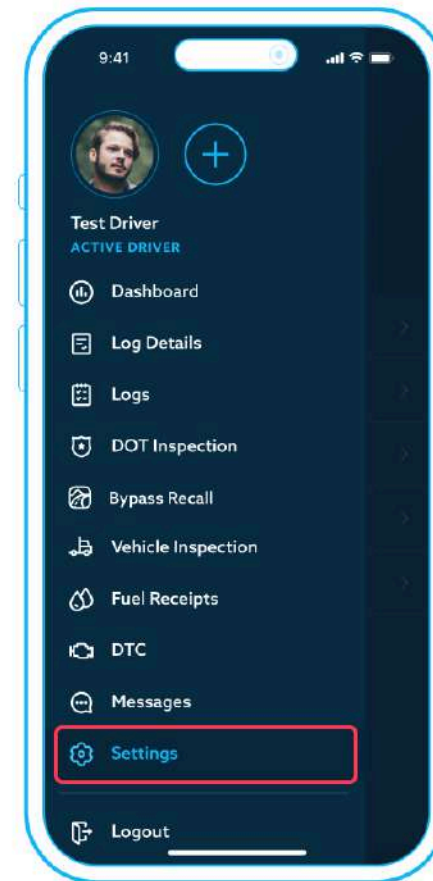 9:41
Test Driver
ACTIVE DRIVER
Dashboard
Log Details
Logs
DOT Inspection
Bypass Recall
Vehicle Inspection
Fuel Receipts
DTC
Messages
Settings
Logout